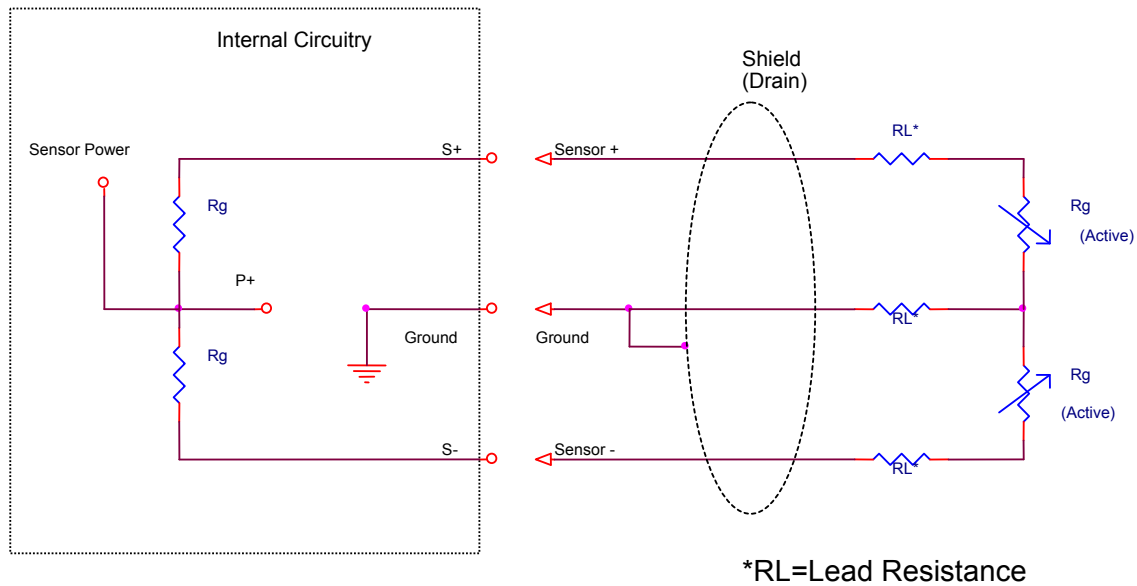 Internal Circuitry
Shield
(Drain)
RL*
Sensor Power
S+
Sensor +
Rg
Rg
(Active)
P+
Ground
Ground
RL*
Rg
Rg
(Active)
S-
Sensor -
RL*
*RL=Lead Resistance